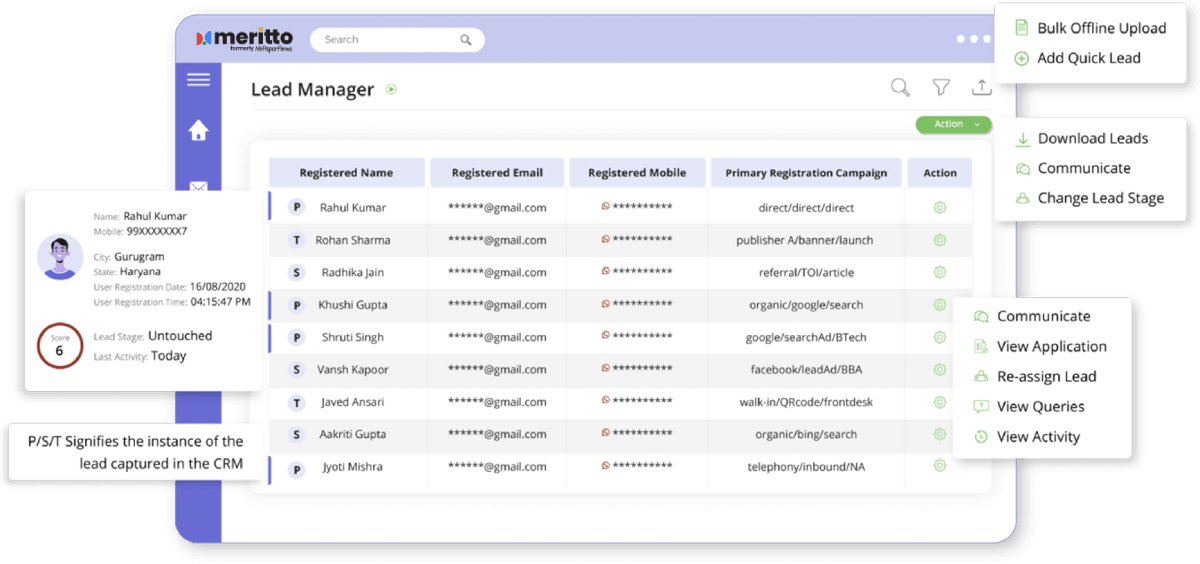 meritto
formerly NoPaperForms
Search
Bulk Offline Upload
Add Quick Lead
Lead Manager
Action
Download Leads
Communicate
Change Lead Stage
Registered Name Registered Email Registered Mobile Primary Registration Campaign Action
P Rahul Kumar ******@gmail.com ********** direct/direct/direct
T Rohan Sharma ******@gmail.com ********** publisher A/banner/launch
S Radhika Jain ******@gmail.com ********** referral/TOI/article
P Khushi Gupta ******@gmail.com ********** organic/google/search
P Shruti Singh ******@gmail.com ********** google/searchAd/BTech
S Vansh Kapoor ******@gmail.com ********** facebook/leadAd/BBA
T Javed Ansari ******@gmail.com ********** walk-in/QRcode/frontdesk
S Aakriti Gupta ******@gmail.com ********** organic/bing/search
P Jyoti Mishra ******@gmail.com ********** telephony/inbound/NA
Name: Rahul Kumar
Mobile: 99XXXXXXX7
City: Gurugram
State: Haryana
User Registration Date: 16/08/2020
User Registration Time: 04:15:47 PM
Score
6
Lead Stage: Untouched
Last Activity: Today
P/S/T Signifies the instance of the
lead captured in the CRM
Communicate
View Application
Re-assign Lead
View Queries
View Activity